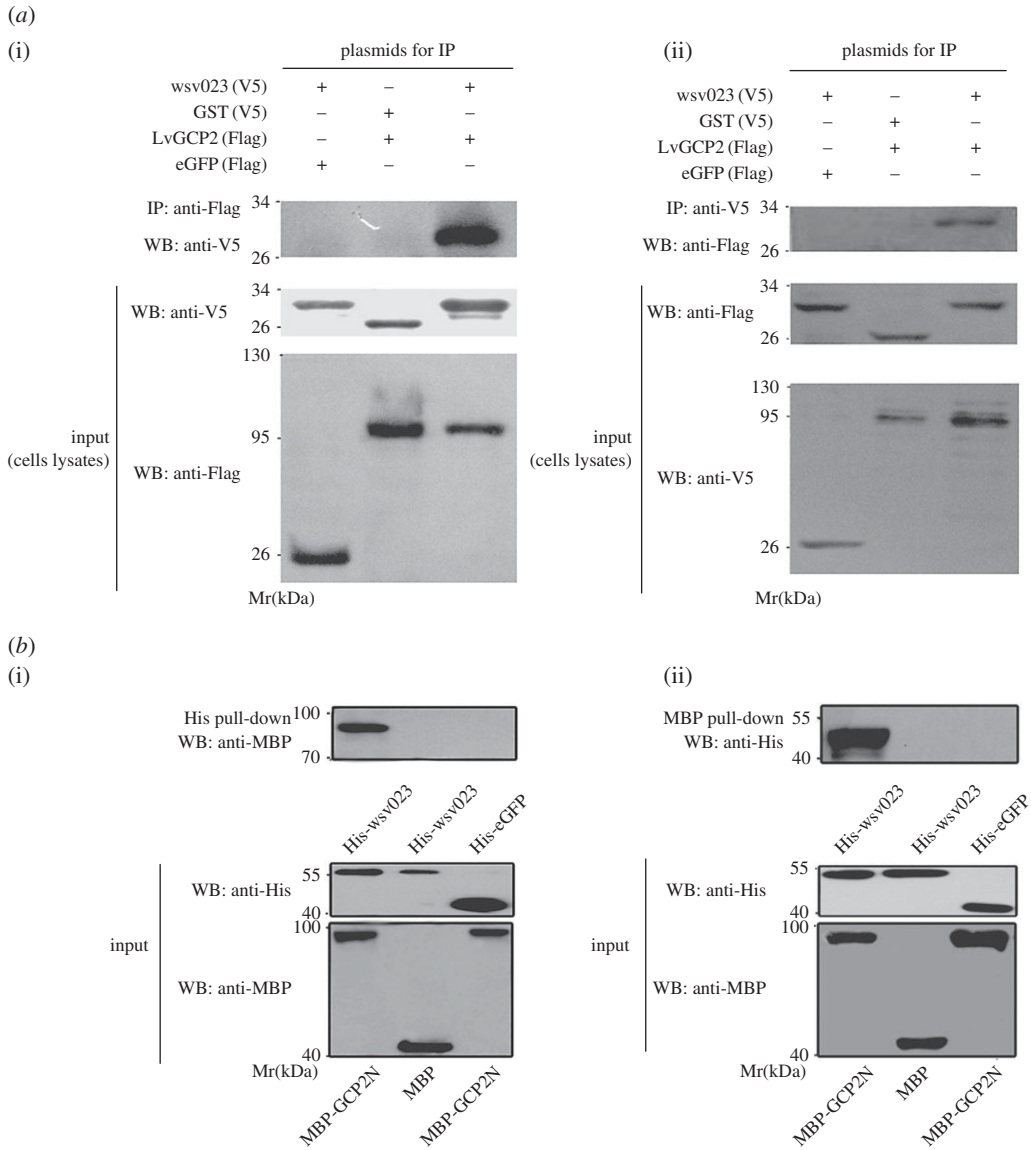 (a)
(i)
plasmids for IP
wsv023 (V5) + – +
GST (V5) – + –
LvGCP2 (Flag) – + +
eGFP (Flag) + – –
IP: anti-Flag
WB: anti-V5
34
26
WB: anti-V5
34
26
input
(cells lysates)
WB: anti-Flag
130
95
26
Mr(kDa)
(ii)
plasmids for IP
wsv023 (V5) + – +
GST (V5) – + –
LvGCP2 (Flag) – + +
eGFP (Flag) + – –
IP: anti-V5
WB: anti-Flag
34
26
WB: anti-Flag
34
26
input
(cells lysates)
WB: anti-V5
130
95
26
Mr(kDa)
(b)
(i)
His pull-down
WB: anti-MBP
100
70
His-wsv023
His-wsv023
His-eGFP
WB: anti-His
55
40
input
WB: anti-MBP
100
40
Mr(kDa)
MBP-GCP2N
MBP
MBP-GCP2N
(ii)
MBP pull-down
WB: anti-His
55
40
His-wsv023
His-wsv023
His-eGFP
WB: anti-His
55
40
input
WB: anti-MBP
100
40
Mr(kDa)
MBP-GCP2N
MBP
MBP-GCP2N